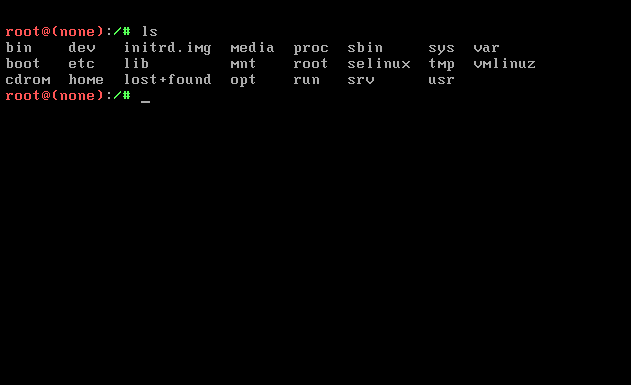 root@(none):/# ls
bin dev initrd.img media proc sbin sys var
boot etc lib mnt root selinux tmp vmlinuz
cdrom home lost+found opt run srv usr
root@(none):/# _